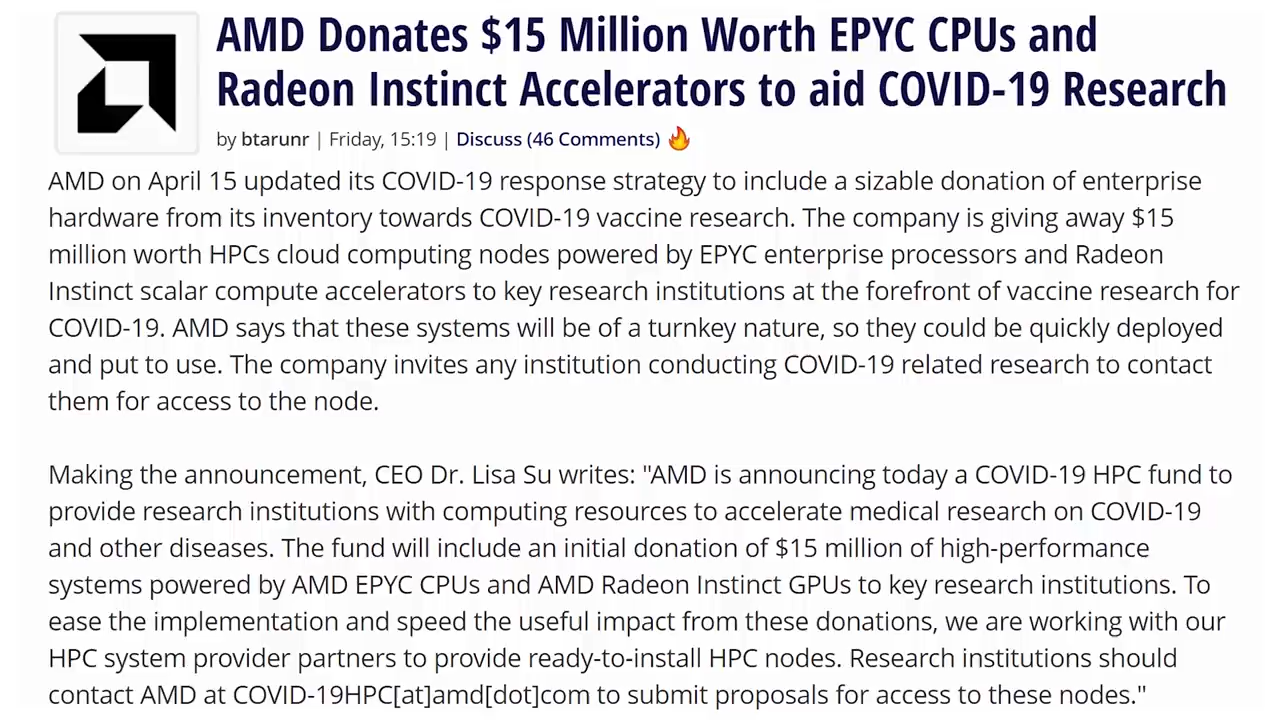 AMD Donates $15 Million Worth EPYC CPUs and
Radeon Instinct Accelerators to aid COVID-19 Research
by btarunr | Friday, 15:19 | Discuss (46 Comments)
AMD on April 15 updated its COVID-19 response strategy to include a sizable donation of enterprise
hardware from its inventory towards COVID-19 vaccine research. The company is giving away $15
million worth HPCs cloud computing nodes powered by EPYC enterprise processors and Radeon
Instinct scalar compute accelerators to key research institutions at the forefront of vaccine research for
COVID-19. AMD says that these systems will be of a turnkey nature, so they could be quickly deployed
and put to use. The company invites any institution conducting COVID-19 related research to contact
them for access to the node.
Making the announcement, CEO Dr. Lisa Su writes: "AMD is announcing today a COVID-19 HPC fund to
provide research institutions with computing resources to accelerate medical research on COVID-19
and other diseases. The fund will include an initial donation of $15 million of high-performance
systems powered by AMD EPYC CPUs and AMD Radeon Instinct GPUs to key research institutions. To
ease the implementation and speed the useful impact from these donations, we are working with our
HPC system provider partners to provide ready-to-install HPC nodes. Research institutions should
contact AMD at COVID-19HPC[at]amd[dot]com to submit proposals for access to these nodes."